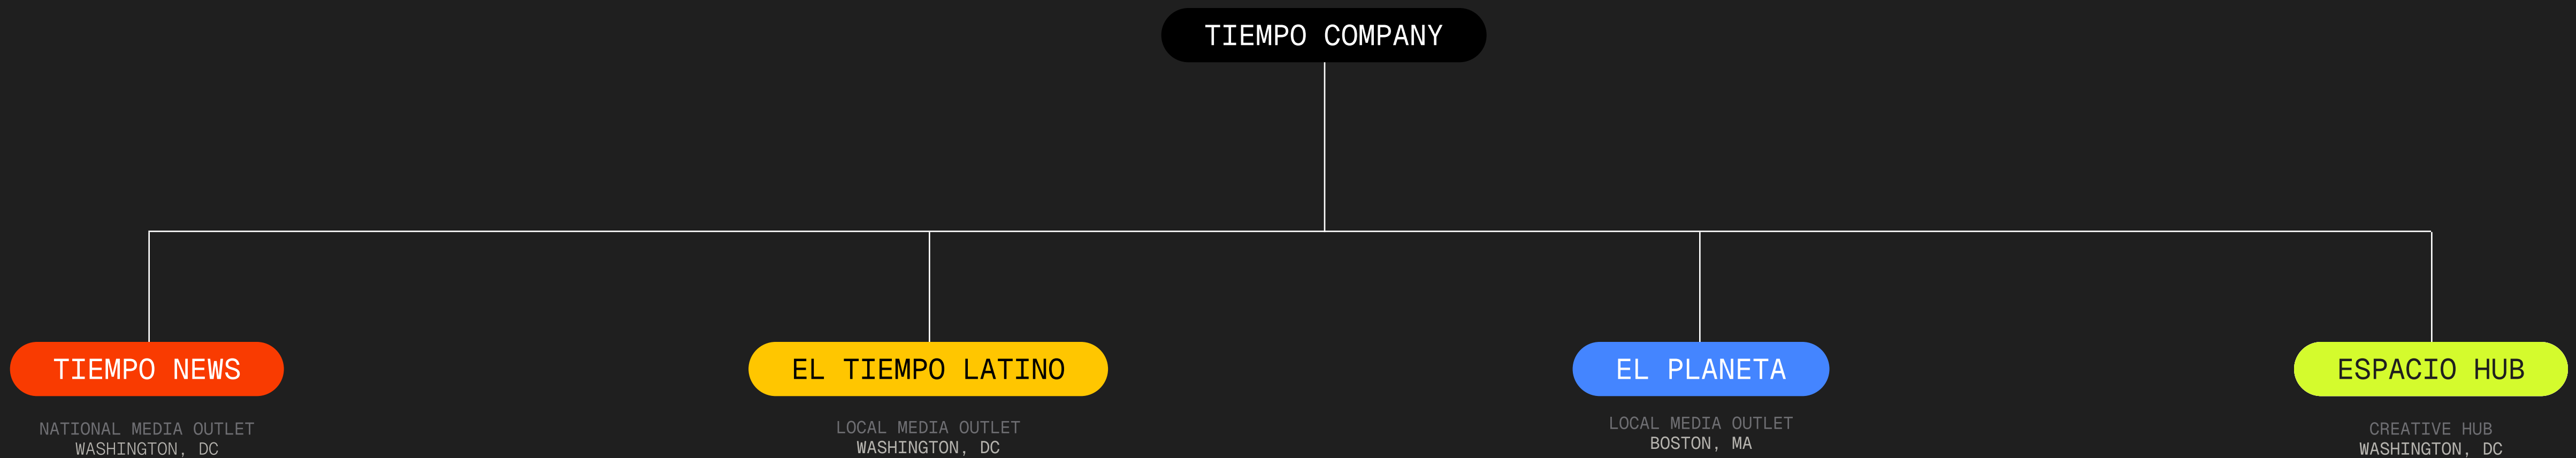 TIEMPO COMPANY
TIEMPO NEWS
NATIONAL MEDIA OUTLET
WASHINGTON, DC
EL TIEMPO LATINO
LOCAL MEDIA OUTLET
WASHINGTON, DC
EL PLANETA
LOCAL MEDIA OUTLET
BOSTON, MA
ESPACIO HUB
CREATIVE HUB
WASHINGTON, DC